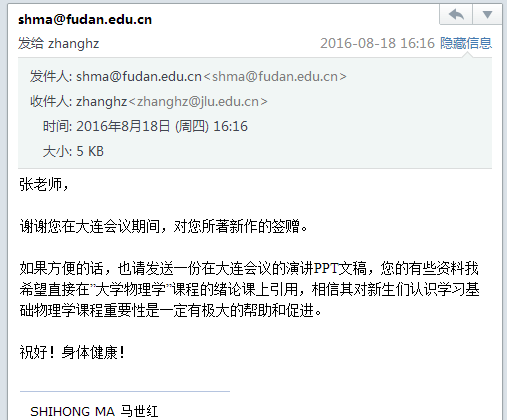 shma@fudan.edu.cn
发给 zhanghz 2016-08-18 16:16 隐藏信息
发件人: shma@fudan.edu.cn<shma@fudan.edu.cn>
收件人: zhanghz<zhanghz@jlu.edu.cn>
时间: 2016年8月18日 (周四) 16:16
大小: 5 KB
张老师，
谢谢您在大连会议期间，对您所著新作的签赠。
如果方便的话，也请发送一份在大连会议的演讲PPT文稿，您的有些资料我
希望直接在”大学物理学”课程的绪论课上引用，相信其对新生们认识学习基
础物理学课程重要性是一定有极大的帮助和促进。
祝好！身体健康！
SHIHONG MA 马世红